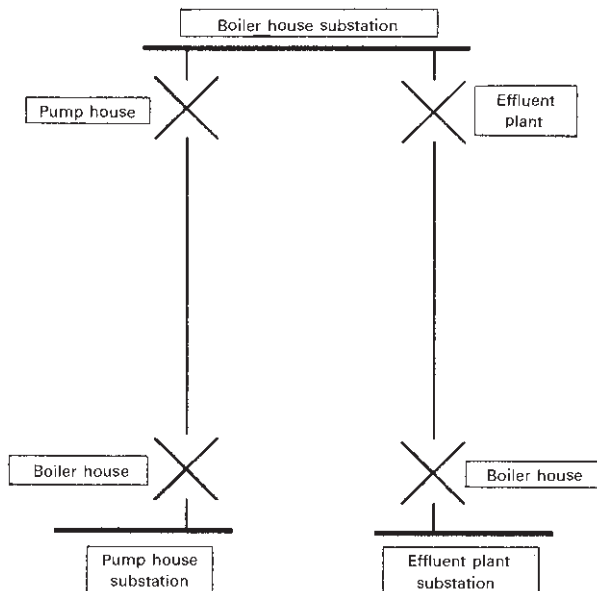 Boiler house substation
Pump house
Effluent
plant
Boiler house
Boiler house
Pump house
substation
Effluent plant
substation